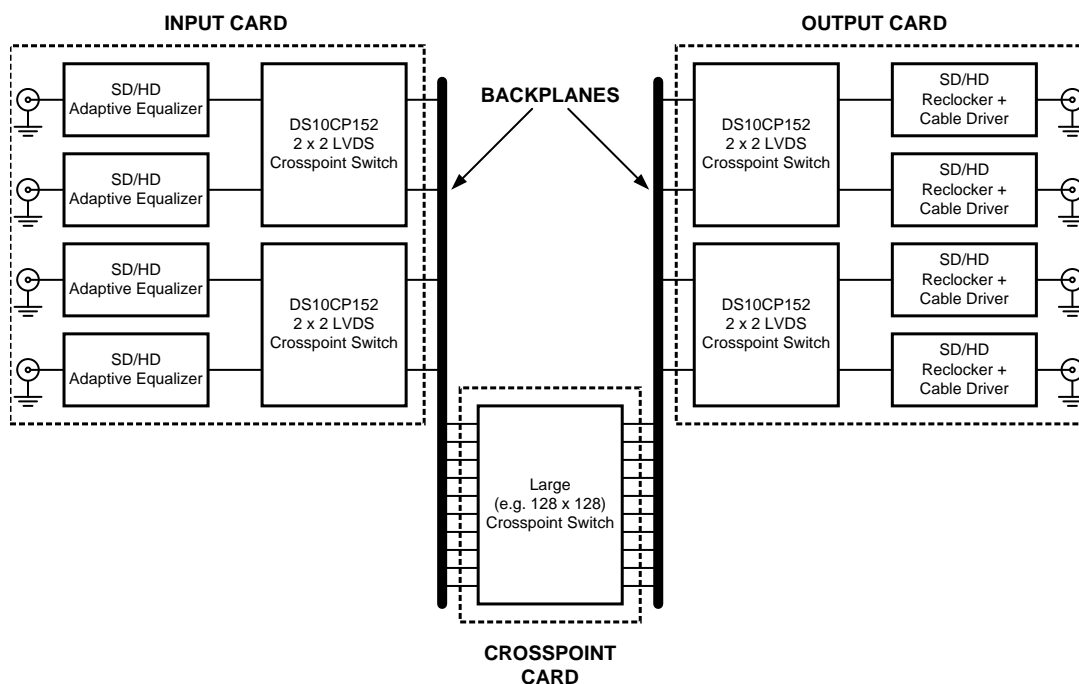 INPUT CARD
SD/HD
Adaptive Equalizer
SD/HD
Adaptive Equalizer
SD/HD
Adaptive Equalizer
SD/HD
Adaptive Equalizer
DS10CP152
2 x 2 LVDS
Crosspoint Switch
DS10CP152
2 x 2 LVDS
Crosspoint Switch
BACKPLANES
OUTPUT CARD
DS10CP152
2 x 2 LVDS
Crosspoint Switch
DS10CP152
2 x 2 LVDS
Crosspoint Switch
SD/HD
Reclocker +
Cable Driver
SD/HD
Reclocker +
Cable Driver
SD/HD
Reclocker +
Cable Driver
SD/HD
Reclocker +
Cable Driver
Large
(e.g. 128 x 128)
Crosspoint Switch
CROSSPOINT
CARD